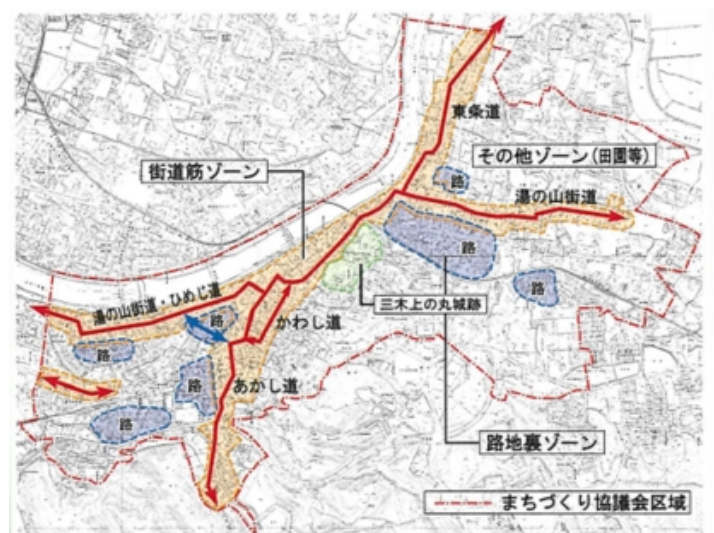 東条道
その他ゾーン(田園等)
街道筋ゾーン
路
湯の山街道
路
三木上の丸城跡
路
湯の山街道・ひめじ道
路
かわし道
路
路
あかし道
路
路地裏ゾーン
まちづくり協議会区域